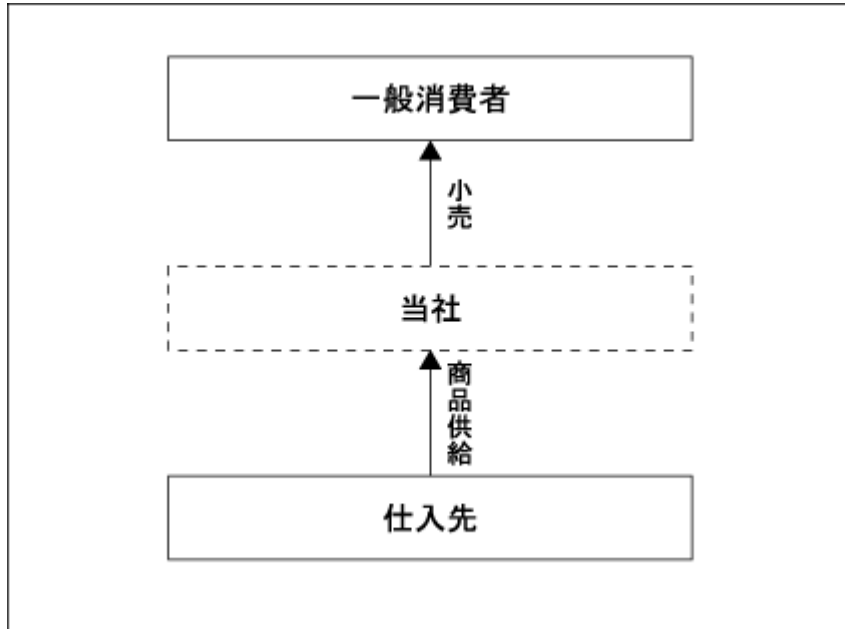 一般消費者
小売
当社
商品供給
仕入先